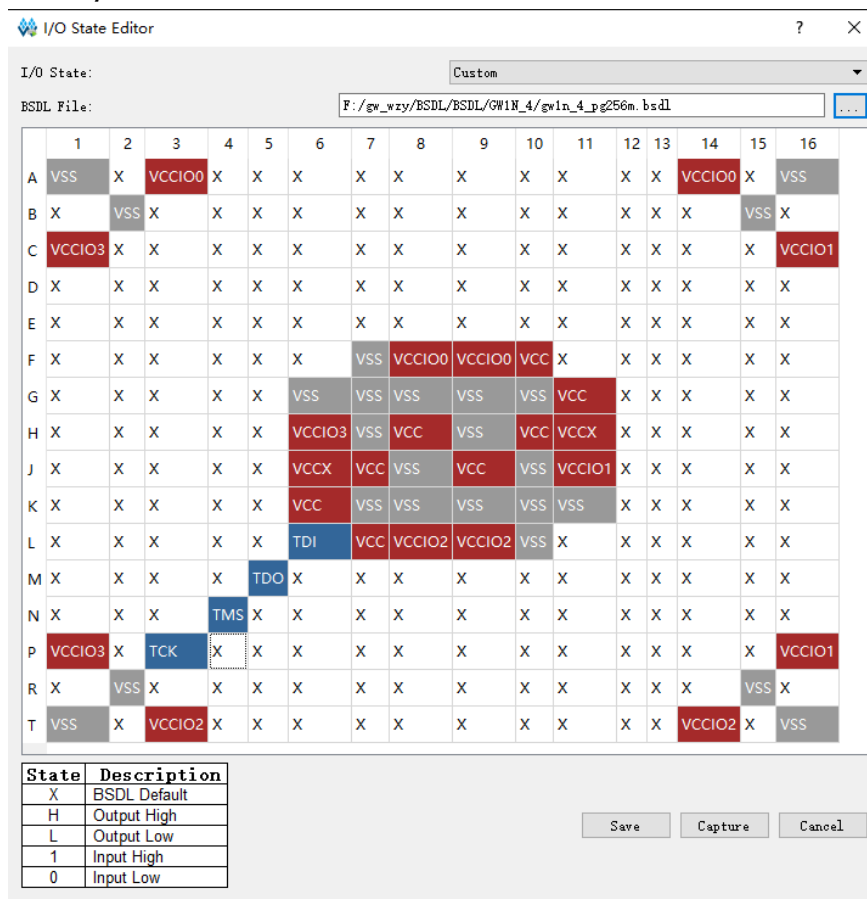 I/O State Editor ? ×
I/O State: Custom
BSDL File: F:/gw_wzy/BSDL/BSDL/GW1N_4/gw1n_4_pg256m.bsdl ...
1 2 3 4 5 6 7 8 9 10 11 12 13 14 15 16
A VSS X VCCIO0 X X X X X X X X X X VCCIO0 X VSS
B X VSS X X X X X X X X X X X X VSS X
C VCCIO3 X X X X X X X X X X X X X X VCCIO1
D X X X X X X X X X X X X X X X X
E X X X X X X X X X X X X X X X X
F X X X X X X VSS VCCIO0 VCCIO0 VCC X X X X X X
G X X X X X VSS VSS VSS VSS VSS VCC X X X X X
H X X X X X VCCIO3 VSS VCC VSS VCC VCCX X X X X X
J X X X X X VCCX VCC VSS VCC VSS VCCIO1 X X X X X
K X X X X X VCC VSS VSS VSS VSS VSS X X X X X
L X X X X X TDI VCC VCCIO2 VCCIO2 VSS X X X X X X
M X X X X TDO X X X X X X X X X X X
N X X X TMS X X X X X X X X X X X X
P VCCIO3 X TCK X X X X X X X X X X X X VCCIO1
R X VSS X X X X X X X X X X X X VSS X
T VSS X VCCIO2 X X X X X X X X X X VCCIO2 X VSS
State Description
X BSDL Default
H Output High
L Output Low
1 Input High
0 Input Low
Save Capture Cancel